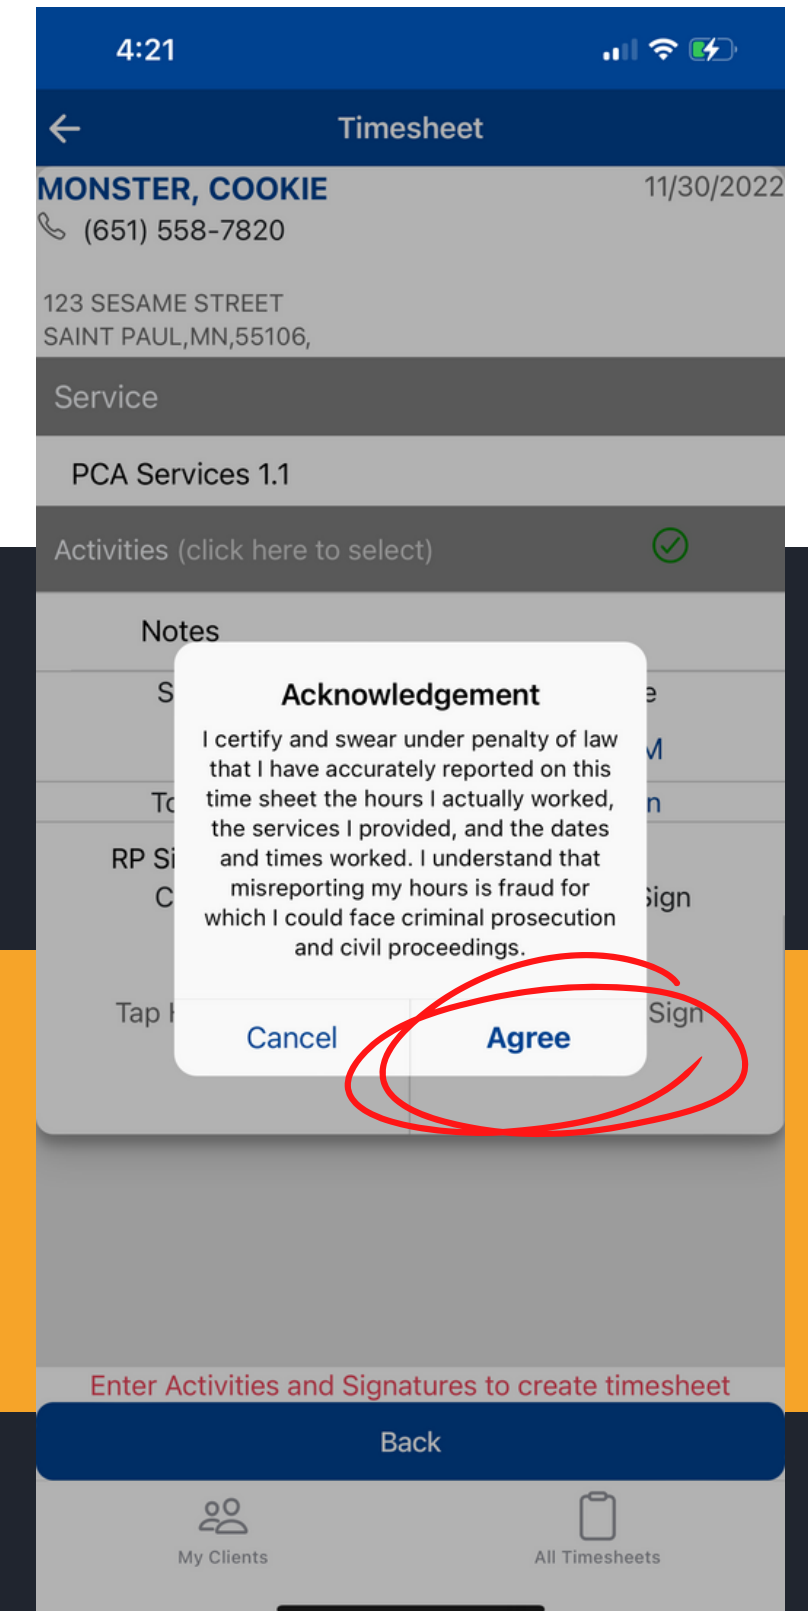 4:21
Timesheet
MONSTER, COOKIE 11/30/2022
(651) 558-7820
123 SESAME STREET
SAINT PAUL,MN,55106,
Service
PCA Services 1.1
Activities (click here to select)
Notes
Acknowledgement
I certify and swear under penalty of law
that I have accurately reported on this
time sheet the hours I actually worked,
the services I provided, and the dates
and times worked. I understand that
misreporting my hours is fraud for
which I could face criminal prosecution
and civil proceedings.
RP Si
Sign
Tap Sign
Cancel Agree
Enter Activities and Signatures to create timesheet
Back
My Clients All Timesheets